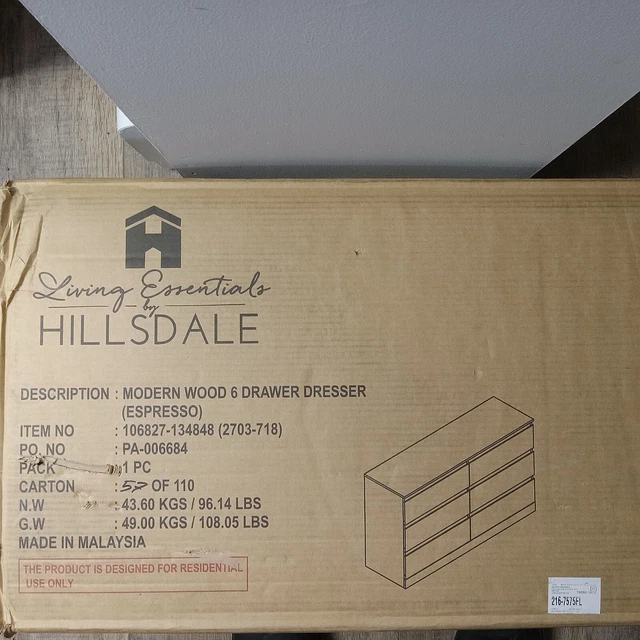 Living Essentials
by
HILLSDALE
DESCRIPTION : MODERN WOOD 6 DRAWER DRESSER
(ESPRESSO)
ITEM NO : 106827-134848 (2703-718)
PO. NO : PA-006684
PACK : 1 PC
CARTON : 57 OF 110
N.W : 43.60 KGS / 96.14 LBS
G.W : 49.00 KGS / 108.05 LBS
MADE IN MALAYSIA
THE PRODUCT IS DESIGNED FOR RESIDENTIAL
USE ONLY
216-7575FL